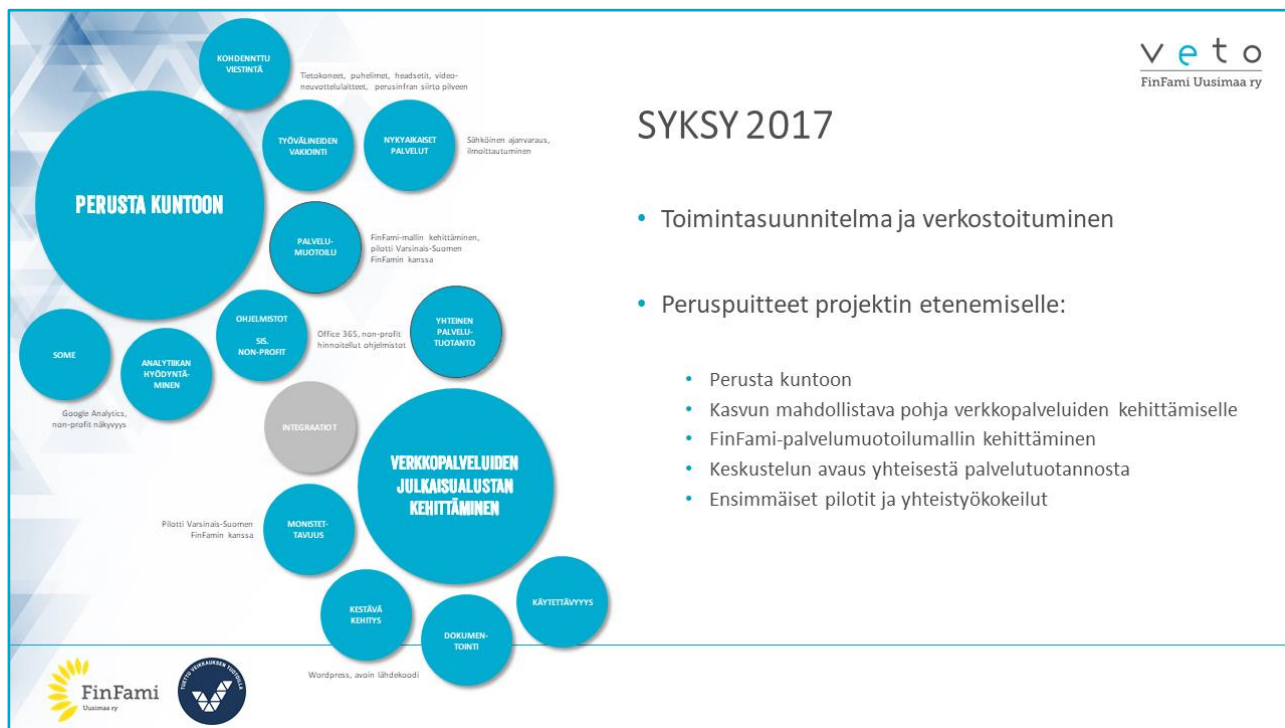 KOHDENNTTU
VIESTINTÄ
Tietokoneet, puhelimet, headsetit, video-
neuvottelulaitteet, perusinfran siirto pilveen
TYÖVÄLINEIDEN
VAKIOINTI
NYKYAIKAISET
PALVELUT
Sähköinen ajanvaraus,
ilmoittautuminen
PERUSTA KUNTOON
PALVELU-
MUOTOILU
FinFami-mallin kehittäminen,
pilotti Varsinais-Suomen
FinFamin kanssa
OHJELMISTOT
SIS.
NON-PROFIT
Office 365, non-profit
hinnoitellut ohjelmistot
YHTEINEN
PALVELU-
TUOTANTO
SOME
ANALYTIIKAN
HYÖDYNTÄ-
MINEN
Google Analytics,
non-profit näkyvyys
INTEGRAATIOT
VERKKOPALVELUIDEN
JULKAISUALUSTAN
KEHITTÄMINEN
Pilotti Varsinais-Suomen
FinFamin kanssa
MONISTET-
TAVUUS
KESTÄVÄ
KEHITYS
DOKUMEN-
TOINTI
KÄYTETTÄVYYYS
Wordpress, avoin lähdekoodi
veto
FinFami Uusimaa ry
SYKSY 2017
• Toimintasuunnitelma ja verkostoituminen
• Peruspuitteet projektin etenemiselle:
• Perusta kuntoon
• Kasvun mahdollistava pohja verkkopalveluiden kehittämiselle
• FinFami-palvelumuotoilumallin kehittäminen
• Keskustelun avaus yhteisestä palvelutuotannosta
• Ensimmäiset pilotit ja yhteistyökokeilut
FinFami
Uusimaa ry
TUETTU VEIKKAUKSEN TUOTOILLA